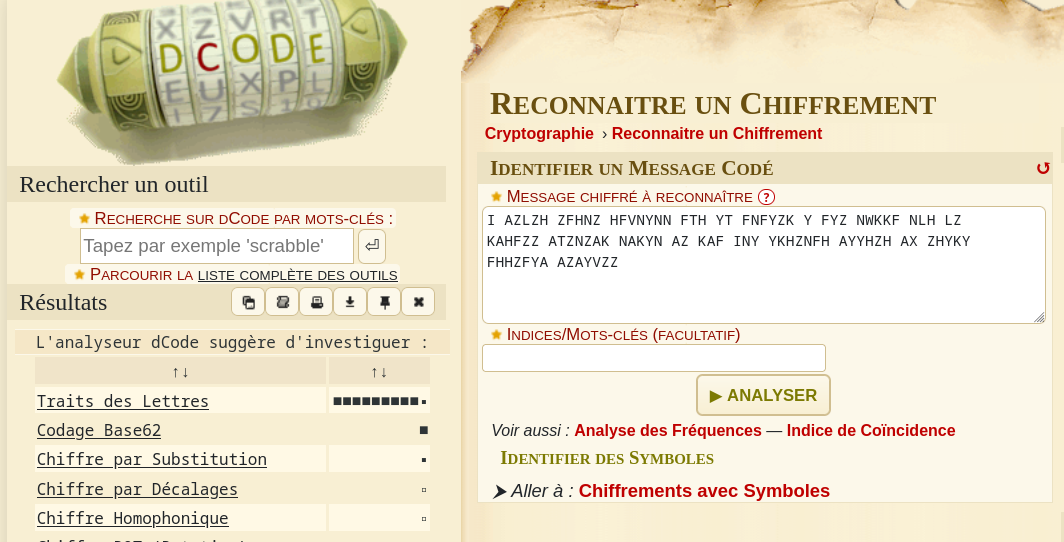 DCODE
Rechercher un outil
RECHERCHE SUR DCODE PAR MOTS-CLÉS :
Tapez par exemple 'scrabble'
PARCOURIR LA LISTE COMPLÈTE DES OUTILS
Résultats
L'analyseur dCode suggère d'investiguer :
↑↓ ↑↓
Traits des Lettres ■■■■■■■■■▪
Codage Base62 ■
Chiffre par Substitution ▪
Chiffre par Décalages ▫
Chiffre Homophonique ▫
RECONNAITRE UN CHIFFREMENT
Cryptographie › Reconnaitre un Chiffrement
IDENTIFIER UN MESSAGE CODÉ
MESSAGE CHIFFRÉ À RECONNAÎTRE ?
I AZLZH ZFHNZ HFVNYNN FTH YT FNFYZK Y FYZ NWKKF NLH LZ
KAHFZZ ATZNZAK NAKYN AZ KAF INY YKHZNFH AYYHZH AX ZHYKY
FHHZFYA AZAYVZZ
INDICES/MOTS-CLÉS (FACULTATIF)
▶ ANALYSER
Voir aussi : Analyse des Fréquences — Indice de Coïncidence
IDENTIFIER DES SYMBOLES
➤ Aller à : Chiffrements avec Symboles